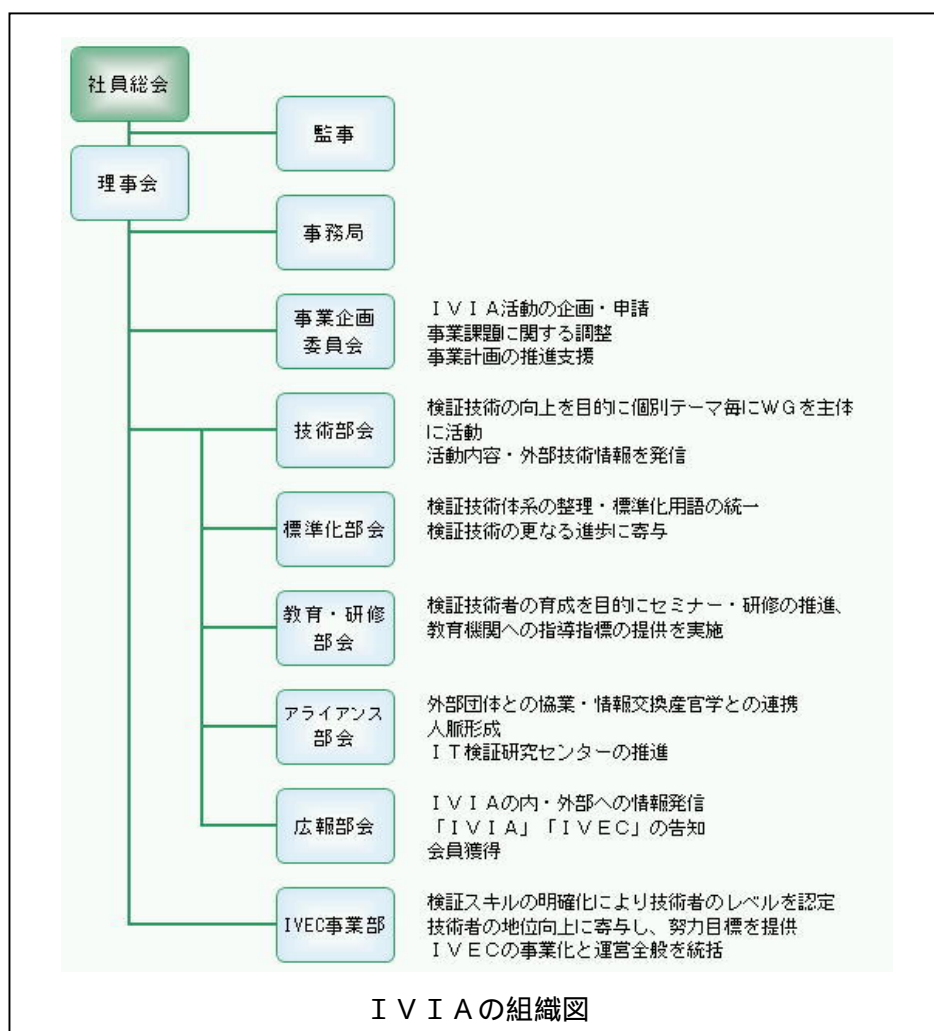 社員総会
監事
理事会
事務局
事業企画
委員会
ＩＶＩＡ活動の企画・申請
事業課題に関する調整
事業計画の推進支援
技術部会
検証技術の向上を目的に個別テーマ毎にＷＧを主体
に活動
活動内容・外部技術情報を発信
標準化部会
検証技術体系の整理・標準化用語の統一
検証技術の更なる進歩に寄与
教育・研修
部会
検証技術者の育成を目的にセミナー・研修の推進、
教育機関への指導指標の提供を実施
アライアンス
部会
外部団体との協業・情報交換産官学との連携
人脈形成
ＩＴ検証研究センターの推進
広報部会
ＩＶＩＡの内・外部への情報発信
「ＩＶＩＡ」「ＩＶＥＣ」の告知
会員獲得
IVEC事業部
検証スキルの明確化により技術者のレベルを認定
技術者の地位向上に寄与し、努力目標を提供
ＩＶＥＣの事業化と運営全般を統括
ＩＶＩＡの組織図